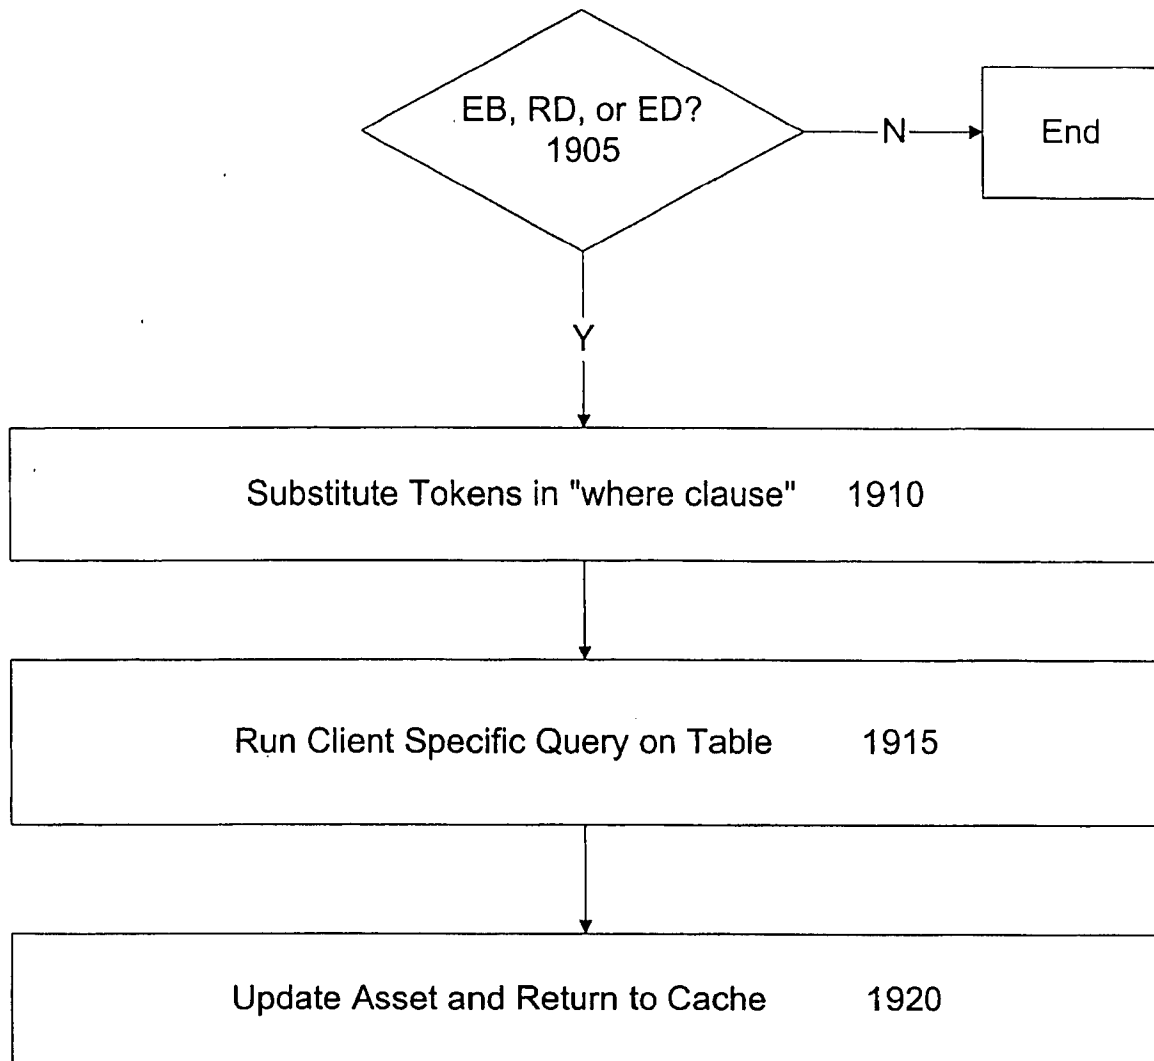 EB, RD, or ED?
1905
N
End
Y
Substitute Tokens in "where clause" 1910
Run Client Specific Query on Table 1915
Update Asset and Return to Cache 1920